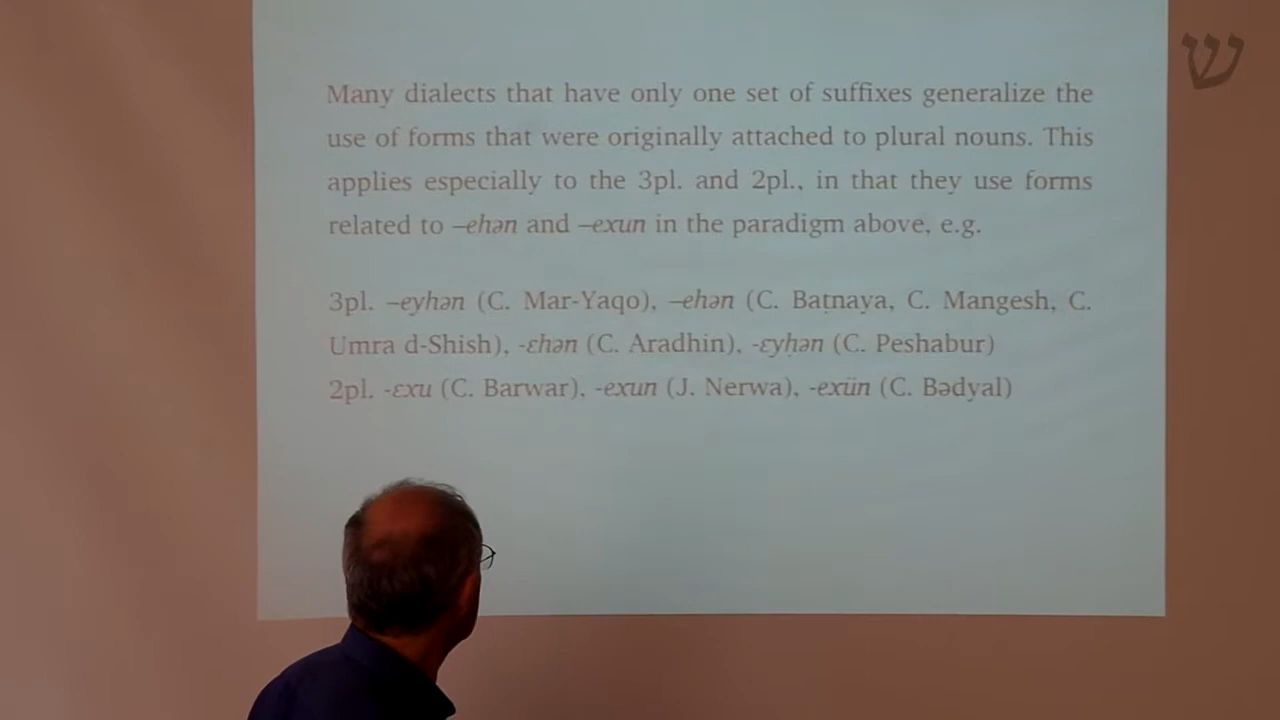 ש
Many dialects that have only one set of suffixes generalize the
use of forms that were originally attached to plural nouns. This
applies especially to the 3pl. and 2pl., in that they use forms
related to –ehən and –exun in the paradigm above, e.g.
3pl. –eyhən (C. Mar-Yaqo), –ehən (C. Baṭnaya, C. Mangesh, C.
Umra d-Shish), -ɛhən (C. Aradhin), -ɛyḥən (C. Peshabur)
2pl. -ɛxu (C. Barwar), -exun (J. Nerwa), -exün (C. Bədyal)